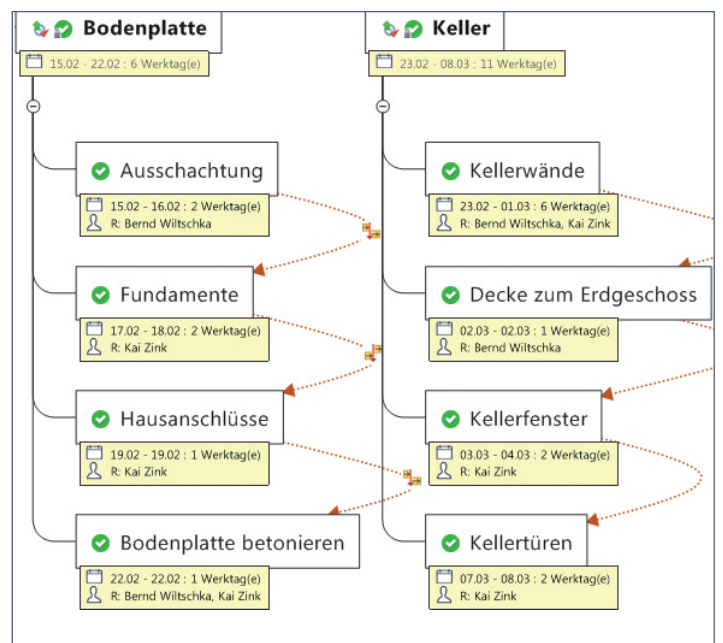 Bodenplatte
15.02 - 22.02 : 6 Werktag(e)
Ausschachtung
15.02 - 16.02 : 2 Werktag(e)
R: Bernd Wiltschka
Fundamente
17.02 - 18.02 : 2 Werktag(e)
R: Kai Zink
Hausanschlüsse
19.02 - 19.02 : 1 Werktag(e)
R: Kai Zink
Bodenplatte betonieren
22.02 - 22.02 : 1 Werktag(e)
R: Bernd Wiltschka, Kai Zink
Keller
23.02 - 08.03 : 11 Werktag(e)
Kellerwände
23.02 - 01.03 : 6 Werktag(e)
R: Bernd Wiltschka, Kai Zink
Decke zum Erdgeschoss
02.03 - 02.03 : 1 Werktag(e)
R: Bernd Wiltschka
Kellerfenster
03.03 - 04.03 : 2 Werktag(e)
R: Kai Zink
Kellertüren
07.03 - 08.03 : 2 Werktag(e)
R: Kai Zink